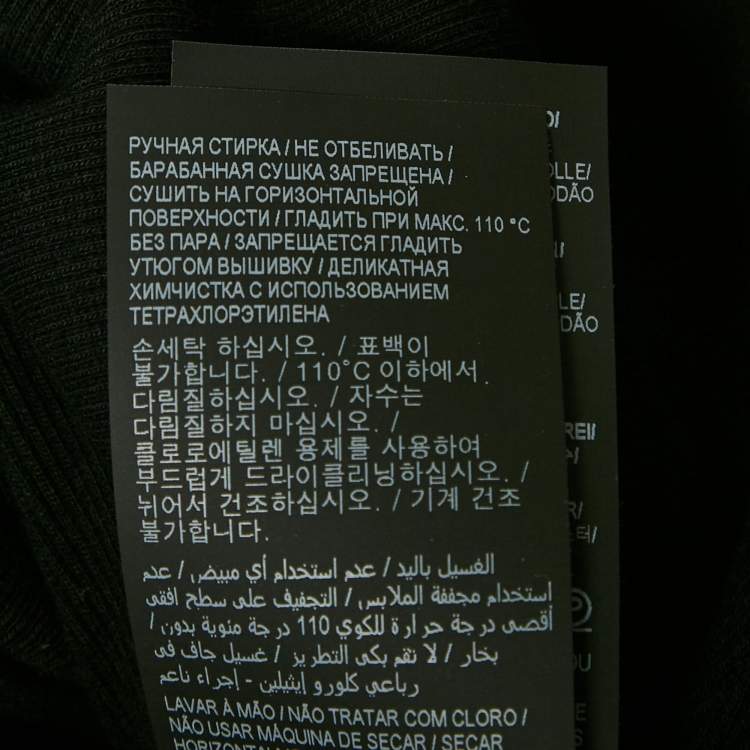 РУЧНАЯ СТИРКА / НЕ ОТБЕЛИВАТЬ /
БАРАБАННАЯ СУШКА ЗАПРЕЩЕНА /
СУШИТЬ НА ГОРИЗОНТАЛЬНОЙ
ПОВЕРХНОСТИ / ГЛАДИТЬ ПРИ МАКС. 110 °C
БЕЗ ПАРА / ЗАПРЕЩАЕТСЯ ГЛАДИТЬ
УТЮГОМ ВЫШИВКУ / ДЕЛИКАТНАЯ
ХИМЧИСТКА С ИСПОЛЬЗОВАНИЕМ
ТЕТРАХЛОРЭТИЛЕНА
손세탁 하십시오. / 표백이
불가합니다. / 110°C 이하에서
다림질하십시오. / 자수는
다림질하지 마십시오. /
클로로에틸렌 용제를 사용하여
부드럽게 드라이클리닝하십시오. /
뉘어서 건조하십시오. / 기계 건조
불가합니다.
الغسيل باليد / عدم استخدام أي مبيض / عدم
استخدام مجففة الملابس / التجفيف على سطح افقى
أقصى درجة حرارة للكوي 110 درجة مئوية بدون /
بخار / لا تقم بكى التطريز / غسيل جاف فى
رباعي كلورو إيثيلين - إجراء ناعم
LAVAR À MÃO / NÃO TRATAR COM CLORO /
NÃO USAR MÁQUINA DE SECAR / SECAR